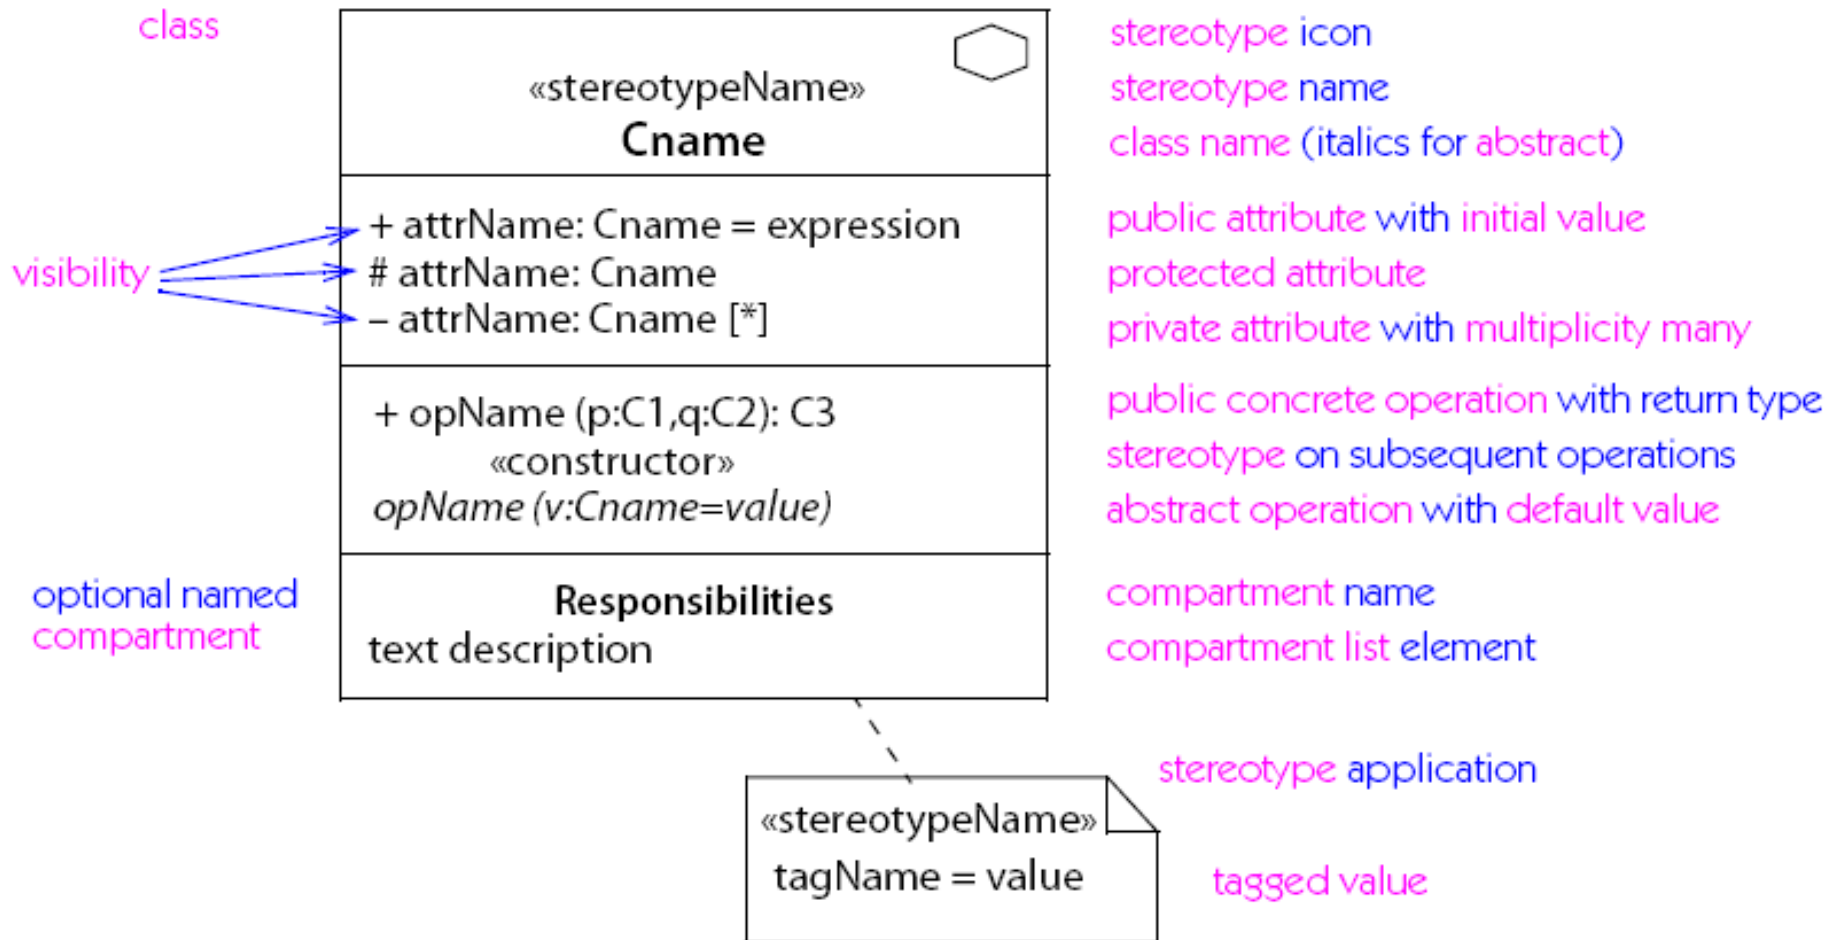 class
stereotype icon
«stereotypeName»
stereotype name
Cname
class name (italics for abstract)
+ attrName: Cname = expression
public attribute with initial value
visibility
# attrName: Cname
protected attribute
– attrName: Cname [*]
private attribute with multiplicity many
+ opName (p:C1,q:C2): C3
public concrete operation with return type
«constructor»
stereotype on subsequent operations
opName (v:Cname=value)
abstract operation with default value
optional named
compartment
Responsibilities
compartment name
text description
compartment list element
stereotype application
«stereotypeName»
tagName = value
tagged value